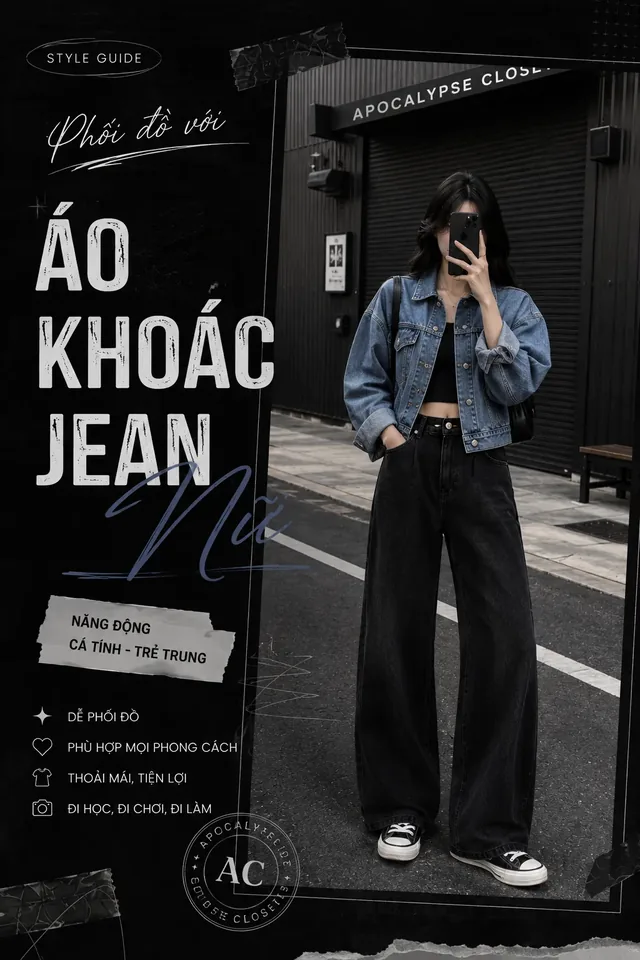 STYLE GUIDE
Phối đồ với
ÁO
KHOÁC
JEAN
Nữ
NĂNG ĐỘNG
CÁ TÍNH - TRẺ TRUNG
DỄ PHỐI ĐỒ
PHÙ HỢP MỌI PHONG CÁCH
THOẢI MÁI, TIỆN LỢI
ĐI HỌC, ĐI CHƠI, ĐI LÀM
AC
APOCALYPSE CLOSET